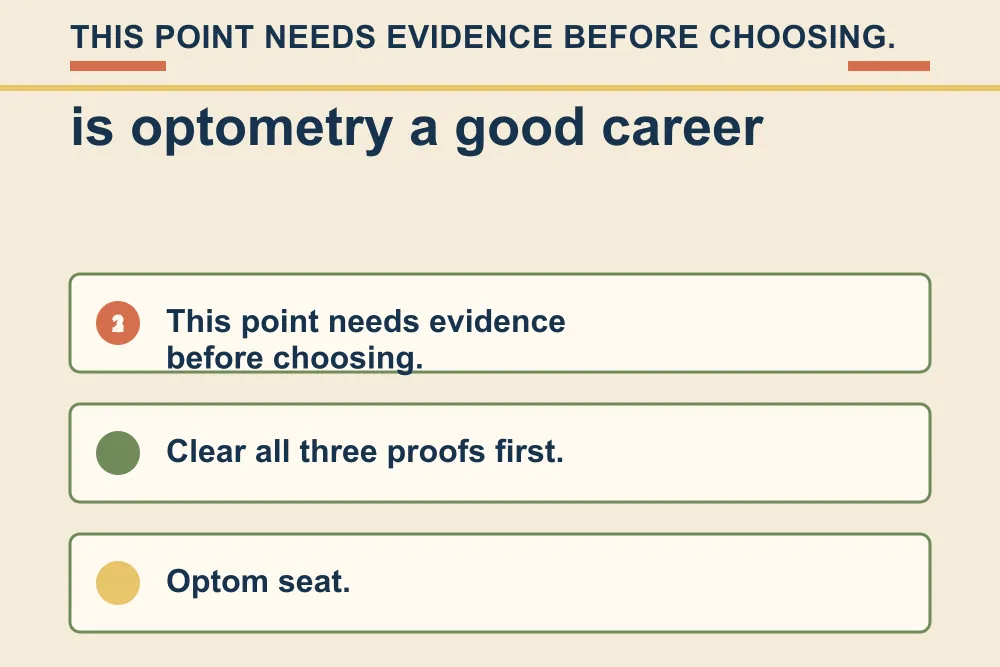 THIS POINT NEEDS EVIDENCE BEFORE CHOOSING.
is optometry a good career
This point needs evidence
before choosing.
Clear all three proofs first.
Optom seat.